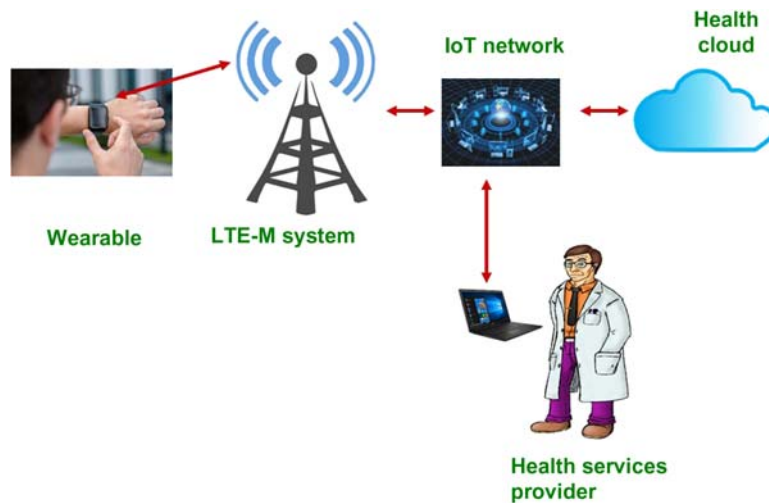 Health
cloud
IoT network
Wearable
LTE-M system
Health services
provider